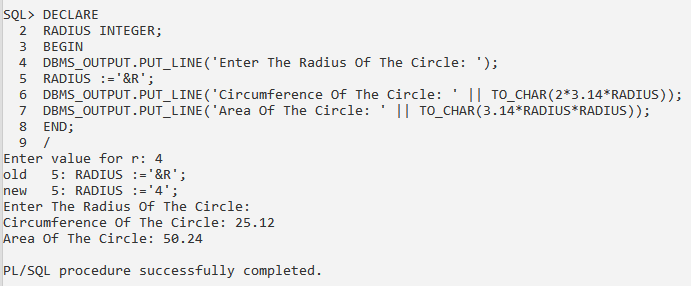 SQL> DECLARE
  2  RADIUS INTEGER;
  3  BEGIN
  4  DBMS_OUTPUT.PUT_LINE('Enter The Radius Of The Circle: ');
  5  RADIUS :='&R';
  6  DBMS_OUTPUT.PUT_LINE('Circumference Of The Circle: ' || TO_CHAR(2*3.14*RADIUS));
  7  DBMS_OUTPUT.PUT_LINE('Area Of The Circle: ' || TO_CHAR(3.14*RADIUS*RADIUS));
  8  END;
  9  /
Enter value for r: 4
old   5: RADIUS :='&R';
new   5: RADIUS :='4';
Enter The Radius Of The Circle:
Circumference Of The Circle: 25.12
Area Of The Circle: 50.24

PL/SQL procedure successfully completed.